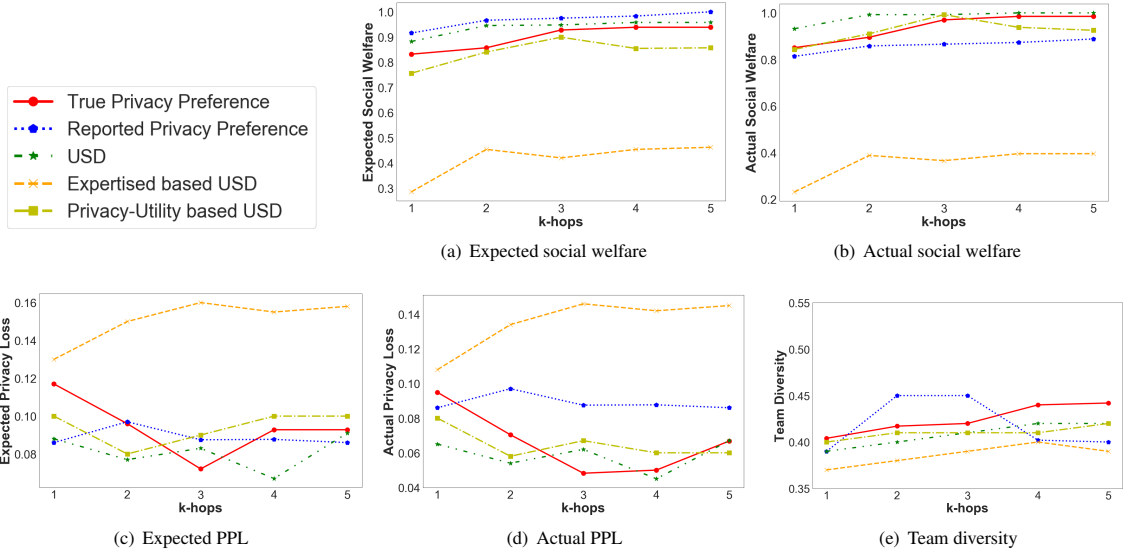 True Privacy Preference
Reported Privacy Preference
USD
Expertised based USD
Privacy-Utility based USD
Expected Social Welfare
1.0
0.9
0.8
0.7
0.6
0.5
0.4
0.3
1 2 3 4 5
k-hops
(a) Expected social welfare
Actual Social Welfare
1.0
0.8
0.6
0.4
0.2
1 2 3 4 5
k-hops
(b) Actual social welfare
Expected Privacy Loss
0.16
0.14
0.12
0.10
0.08
1 2 3 4 5
k-hops
(c) Expected PPL
Actual Privacy Loss
0.14
0.12
0.10
0.08
0.06
0.04
1 2 3 4 5
k-hops
(d) Actual PPL
Team Diversity
0.55
0.50
0.45
0.40
0.35
1 2 3 4 5
k-hops
(e) Team diversity